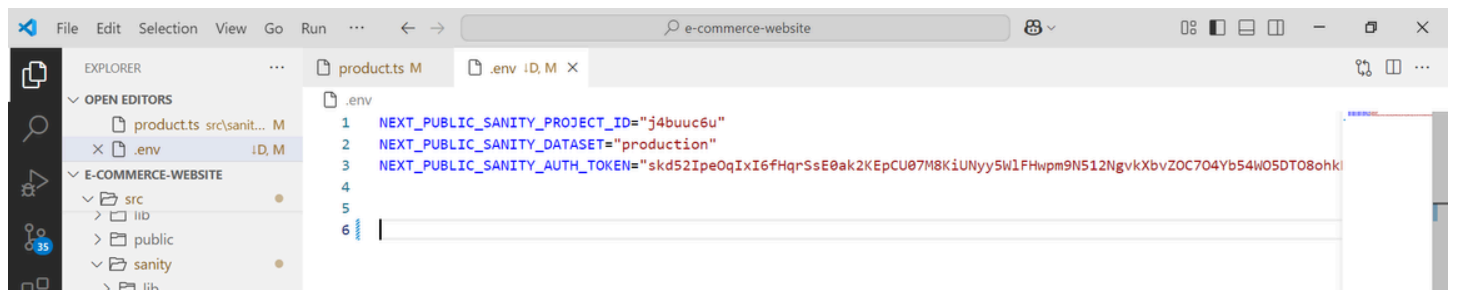 File Edit Selection View Go Run ··· e-commerce-website
EXPLORER ···
product.ts M .env ↓D, M
OPEN EDITORS
product.ts src\sanit... M
.env ↓D, M
E-COMMERCE-WEBSITE
src
lib
public
sanity
lib
35
.env
1 NEXT_PUBLIC_SANITY_PROJECT_ID="j4buuc6u"
2 NEXT_PUBLIC_SANITY_DATASET="production"
3 NEXT_PUBLIC_SANITY_AUTH_TOKEN="
4
5
6